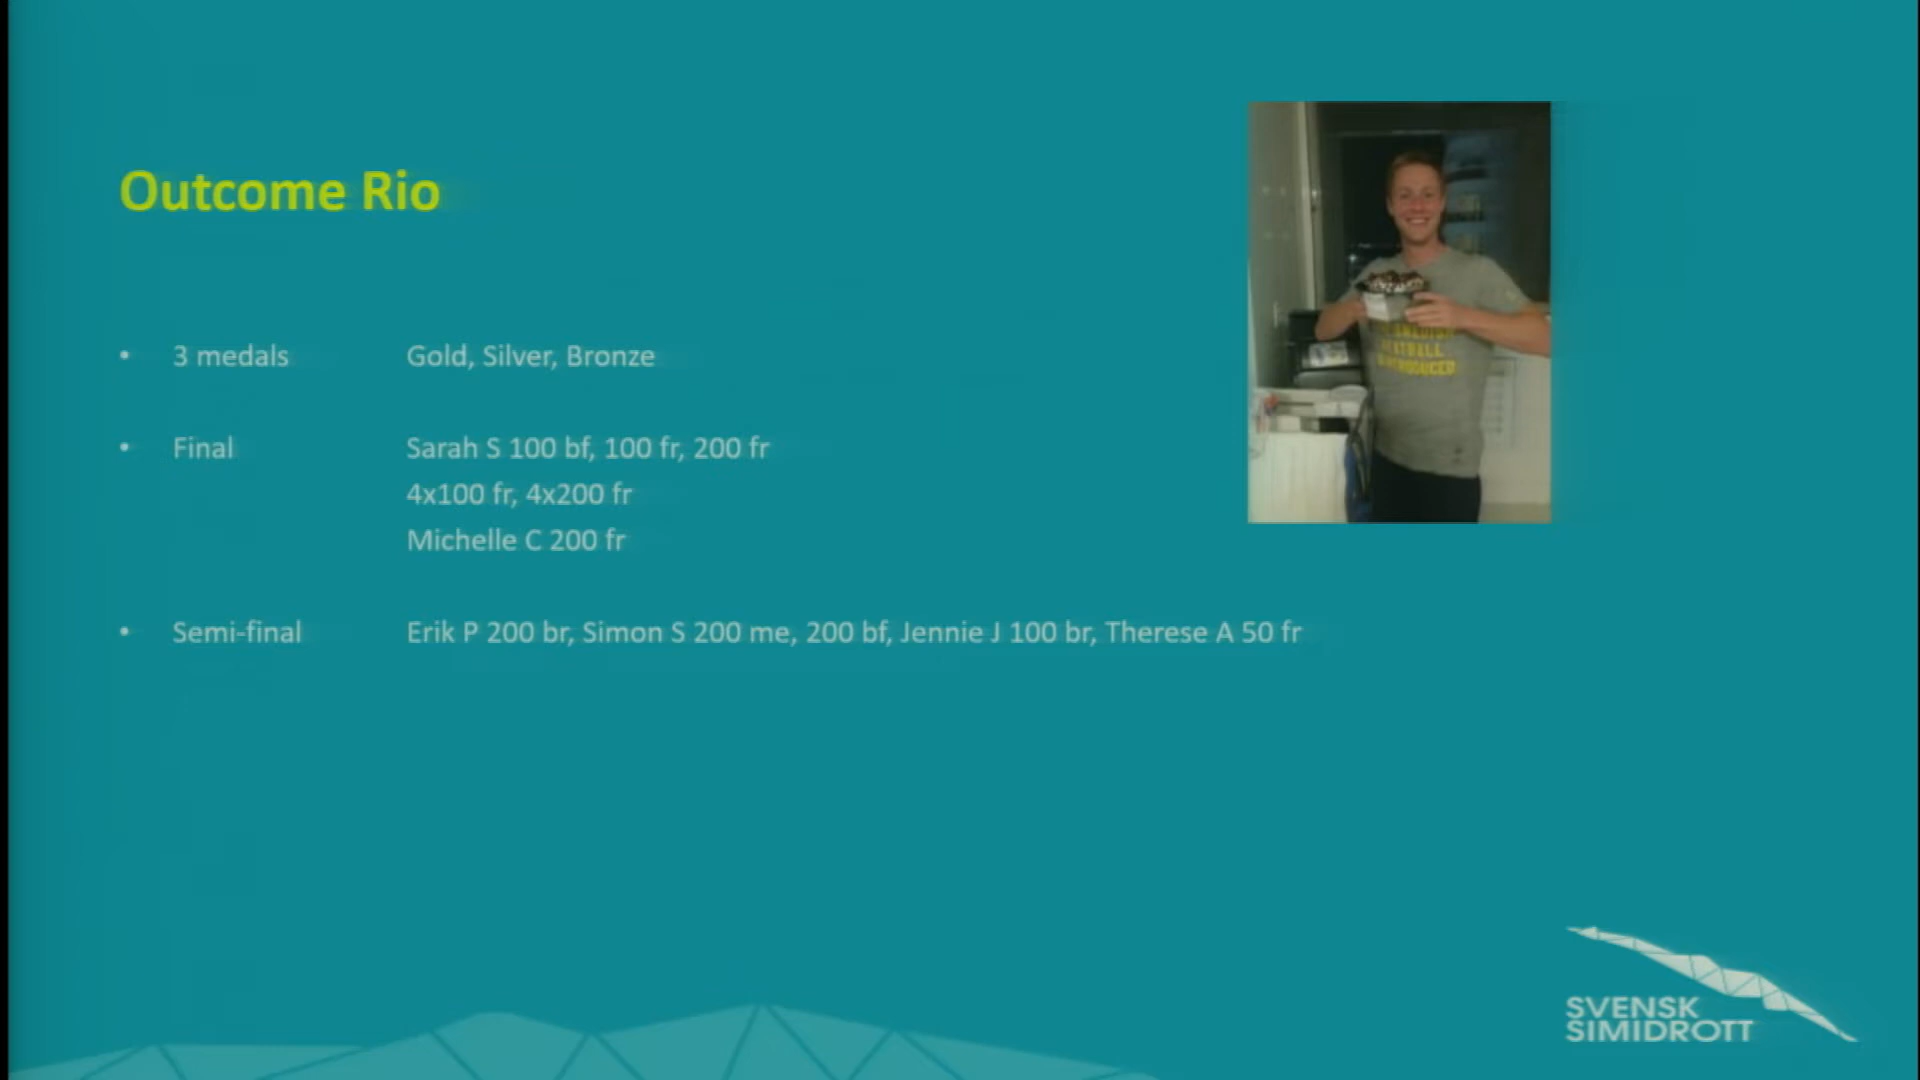 Outcome Rio
• 3 medals Gold, Silver, Bronze
• Final Sarah S 100 bf, 100 fr, 200 fr
4x100 fr, 4x200 fr
Michelle C 200 fr
• Semi-final Erik P 200 br, Simon S 200 me, 200 bf, Jennie J 100 br, Therese A 50 fr
SVENSK
SIMIDROTT